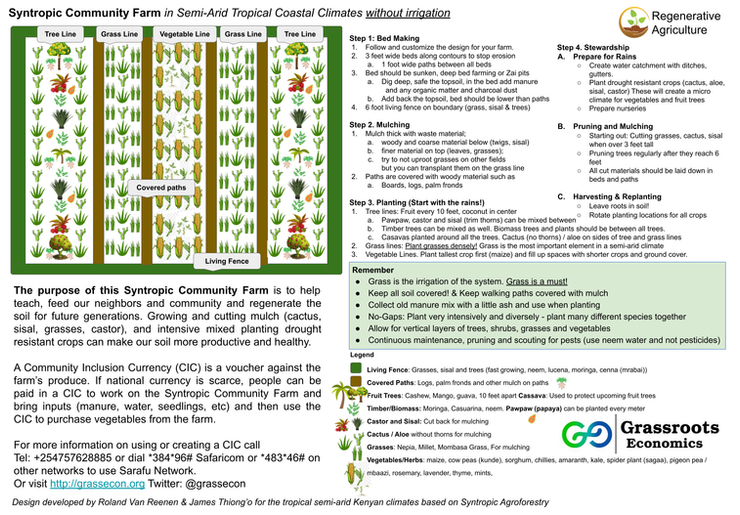 Syntropic Community Farm in Semi-Arid Tropical Coastal Climates without irrigation
Regenerative
Agriculture
Tree Line
Grass Line
Vegetable Line
Grass Line
Tree Line
Covered paths
Living Fence
Step 1: Bed Making
1. Follow and customize the design for your farm.
2. 3 feet wide beds along contours to stop erosion
a. 1 foot wide paths between all beds
3. Bed should be sunken, deep bed farming or Zai pits
a. Dig deep, safe the topsoil, in the bed add manure
and any organic matter and charcoal dust
b. Add back the topsoil, bed should be lower than paths
4. 6 foot living fence on boundary (grass, sisal & trees)
Step 2. Mulching
1. Mulch thick with waste material;
a. woody and coarse material below (twigs, sisal)
b. finer material on top (leaves, grasses);
c. try to not uproot grasses on other fields
but you can transplant them on the grass line
2. Paths are covered with woody material such as
a. Boards, logs, palm fronds
Step 3. Planting (Start with the rains!)
1. Tree lines: Fruit every 10 feet, coconut in center
a. Pawpaw, castor and sisal (trim thorns) can be mixed between
b. Timber trees can be mixed as well. Biomass trees and plants should be between all trees.
c. Casavas planted around all the trees. Cactus (no thorns) / aloe on sides of tree and grass lines
2. Grass lines: Plant grasses densely! Grass is the most important element in a semi-arid climate
3. Vegetable Lines. Plant tallest crop first (maize) and fill up spaces with shorter crops and ground cover.
Step 4. Stewardship
A. Prepare for Rains
○ Create water catchment with ditches,
gutters.
○ Plant drought resistant crops (cactus, aloe,
sisal, castor) These will create a micro
climate for vegetables and fruit trees
○ Prepare nurseries
B. Pruning and Mulching
○ Starting out: Cutting grasses, cactus, sisal
when over 3 feet tall
○ Pruning trees regularly after they reach 6
feet
○ All cut materials should be laid down in
beds and paths
C. Harvesting & Replanting
○ Leave roots in soil!
○ Rotate planting locations for all crops
Remember
● Grass is the irrigation of the system. Grass is a must!
● Keep all soil covered! & Keep walking paths covered with mulch
● Collect old manure mix with a little ash and use when planting
● No-Gaps: Plant very intensively and diversely - plant many different species together
● Allow for vertical layers of trees, shrubs, grasses and vegetables
● Continuous maintenance, pruning and scouting for pests (use neem water and not pesticides)
The purpose of this Syntropic Community Farm is to help
teach, feed our neighbors and community and regenerate the
soil for future generations. Growing and cutting mulch (cactus,
sisal, grasses, castor), and intensive mixed planting drought
resistant crops can make our soil more productive and healthy.
A Community Inclusion Currency (CIC) is a voucher against the
farm's produce. If national currency is scarce, people can be
paid in a CIC to work on the Syntropic Community Farm and
bring inputs (manure, water, seedlings, etc) and then use the
CIC to purchase vegetables from the farm.
For more information on using or creating a CIC call
Tel: +254757628885 or dial *384*96# Safaricom or *483*46# on
other networks to use Sarafu Network.
Or visit http://grassecon.org Twitter: @grassecon
Legend
Living Fence: Grasses, sisal and trees (fast growing, neem, lucena, moringa, cenna (mrabai))
Covered Paths: Logs, palm fronds and other mulch on paths
Fruit Trees: Cashew, Mango, guava, 10 feet apart Cassava: Used to protect upcoming fruit trees
Timber/Biomass: Moringa, Casuarina, neem. Pawpaw (papaya) can be planted every meter
Castor and Sisal: Cut back for mulching
Cactus / Aloe without thorns for mulching
Grasses: Nepia, Millet, Mombasa Grass, For mulching
Vegetables/Herbs: maize, cow peas (kunde), sorghum, chillies, amaranth, kale, spider plant (sagaa), pigeon pea /
mbaazi, rosemary, lavender, thyme, mints,
Grassroots
Economics
Design developed by Roland Van Reenen & James Thiong'o for the tropical semi-arid Kenyan climates based on Syntropic Agroforestry